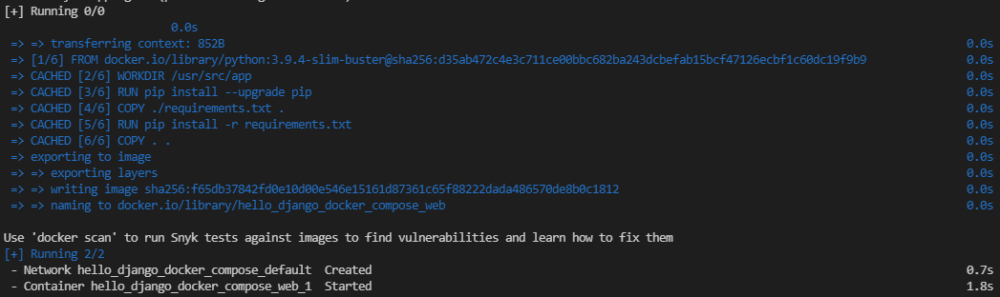 [+] Running 0/0
0.0s
=> => transferring context: 852B 0.0s
=> [1/6] FROM docker.io/library/python:3.9.4-slim-buster@sha256:d35ab472c4e3c711ce00bbc682ba243dcbefab15bcf47126ecbf1c60dc19f9b9 0.0s
=> CACHED [2/6] WORKDIR /usr/src/app 0.0s
=> CACHED [3/6] RUN pip install --upgrade pip 0.0s
=> CACHED [4/6] COPY ./requirements.txt . 0.0s
=> CACHED [5/6] RUN pip install -r requirements.txt 0.0s
=> CACHED [6/6] COPY . . 0.0s
=> exporting to image 0.0s
=> => exporting layers 0.0s
=> => writing image sha256:f65db37842fd0e10d00e546e15161d87361c65f88222dada486570de8b0c1812 0.0s
=> => naming to docker.io/library/hello_django_docker_compose_web 0.0s
Use 'docker scan' to run Snyk tests against images to find vulnerabilities and learn how to fix them
[+] Running 2/2
- Network hello_django_docker_compose_default Created 0.7s
- Container hello_django_docker_compose_web_1 Started 1.8s